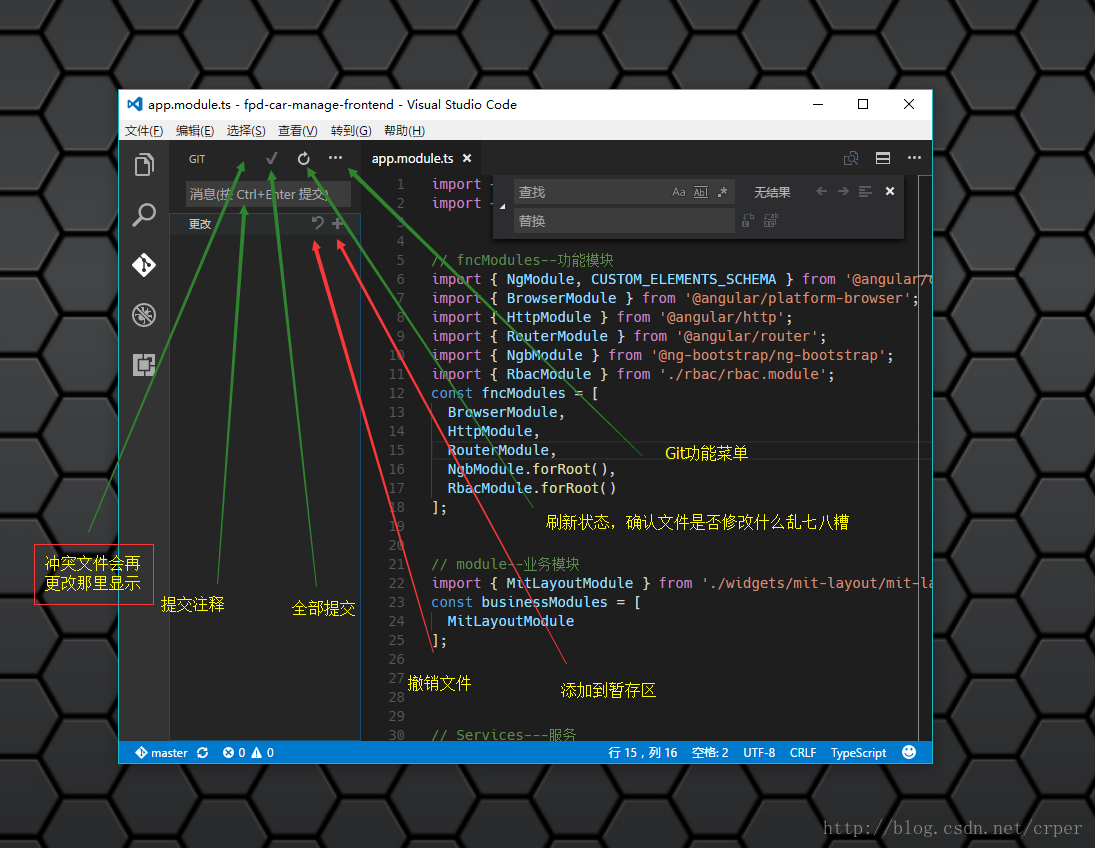 app.module.ts - fpd-car-manage-frontend - Visual Studio Code
文件(F) 编辑(E) 选择(S) 查看(V) 转到(G) 帮助(H)
GIT
消息(按 Ctrl+Enter 提交)
更改
app.module.ts
查找
Aa Abl .*
无结果
替换
1 import
2 import
3
4
5 // fncModules--功能模块
6 import { NgModule, CUSTOM_ELEMENTS_SCHEMA } from '@angular/
7 import { BrowserModule } from '@angular/platform-browser';
8 import { HttpModule } from '@angular/http';
9 import { RouterModule } from '@angular/router';
10 import { NgbModule } from '@ng-bootstrap/ng-bootstrap';
11 import { RbacModule } from './rbac/rbac.module';
12 const fncModules = [
13 BrowserModule,
14 HttpModule,
15 RouterModule,
16 NgbModule.forRoot(),
17 RbacModule.forRoot()
18 ];
19
20
21 // module--业务模块
22 import { MitLayoutModule } from './widgets/mit-layout/mit-la
23 const businessModules = [
24 MitLayoutModule
25 ];
26
27
28
29
30 // Services---服务
Git功能菜单
刷新状态，确认文件是否修改什么乱七八糟
冲突文件会再
更改那里显示
提交注释
全部提交
撤销文件
添加到暂存区
master 0 0 行 15，列 16 空格: 2 UTF-8 CRLF TypeScript
http://blog.csdn.net/crper